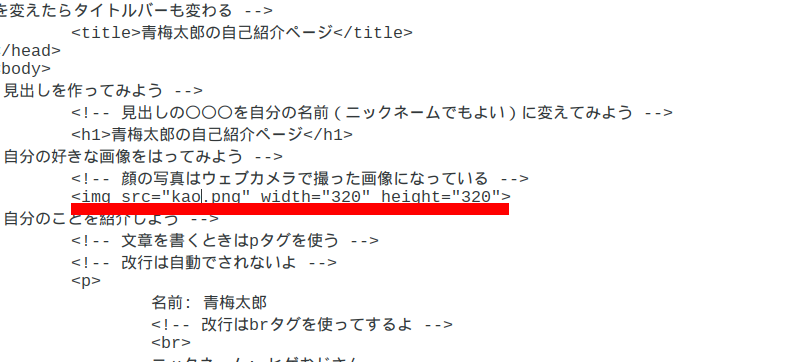 を変えたらタイトルバーも変わる -->
<title>青梅太郎の自己紹介ページ</title>
/head>
body>
見出しを作ってみよう -->
<!-- 見出しの〇〇〇を自分の名前(ニックネームでもよい)に変えてみよう -->
<h1>青梅太郎の自己紹介ページ</h1>
自分の好きな画像をはってみよう -->
<!-- 顔の写真はウェブカメラで撮った画像になっている -->
<img src="kao.png" width="320" height="320">
自分のことを紹介しよう -->
<!-- 文章を書くときはpタグを使う -->
<!-- 改行は自動でされないよ -->
<p>
名前: 青梅太郎
<!-- 改行はbrタグを使ってするよ -->
<br>